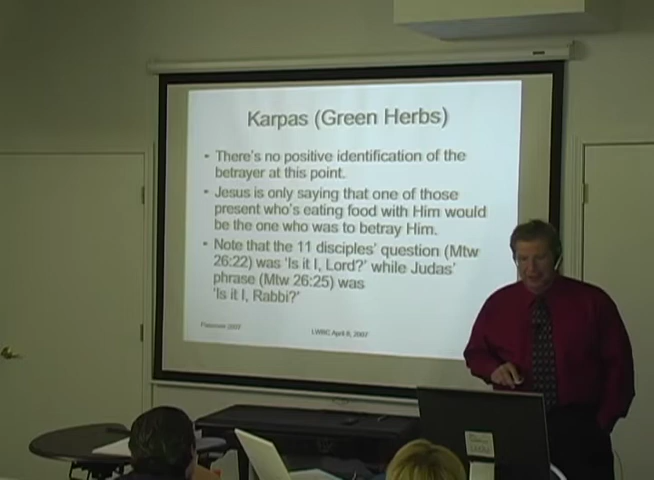 Karpas (Green Herbs)
- There's no positive identification of the
betrayer at this point.
- Jesus is only saying that one of those
present who's eating food with Him would
be the one who was to betray Him.
- Note that the 11 disciples' question (Mtw
26:22) was 'Is it I, Lord?' while Judas'
phrase (Mtw 26:25) was
'Is it I, Rabbi?'
Passover 2007
LWBC April 6, 2007